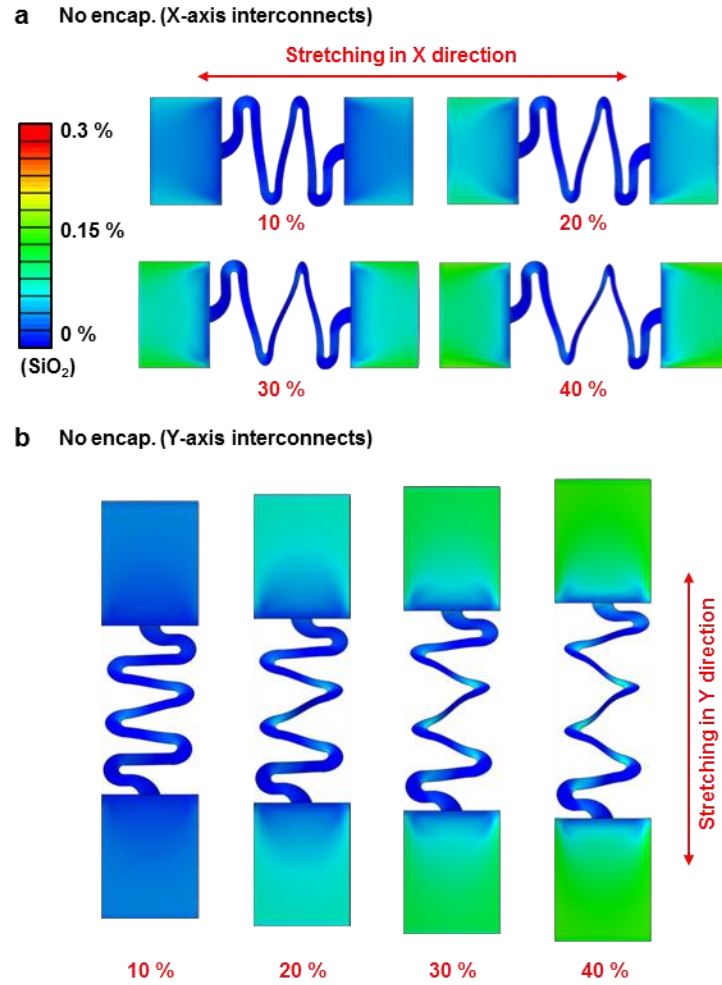 a No encap. (X-axis interconnects)
Stretching in X direction
0.3 %
0.15 %
0 %
(SiO₂)
10 %
20 %
30 %
40 %
b No encap. (Y-axis interconnects)
Stretching in Y direction
10 %
20 %
30 %
40 %